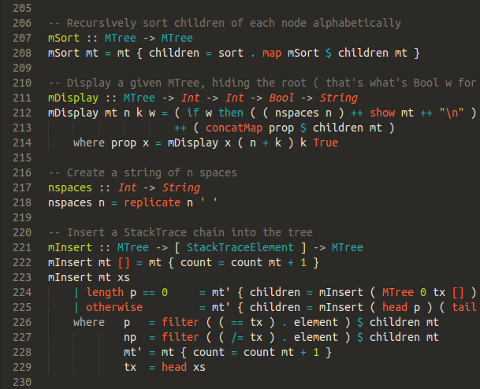 205
206 -- Recursively sort children of each node alphabetically
207 mSort :: MTree -> MTree
208 mSort mt = mt { children = sort . map mSort $ children mt }
209
210 -- Display a given MTree, hiding the root ( that's what's Bool w for
211 mDisplay :: MTree -> Int -> Int -> Bool -> String
212 mDisplay mt n k w = ( if w then ( ( nspaces n ) ++ show mt ++ "\n" )
213 ++ ( concatMap prop $ children mt )
214 where prop x = mDisplay x ( n + k ) k True
215
216 -- Create a string of n spaces
217 nspaces :: Int -> String
218 nspaces n = replicate n ' '
219
220 -- Insert a StackTrace chain into the tree
221 mInsert :: MTree -> [ StackTraceElement ] -> MTree
222 mInsert mt [] = mt { count = count mt + 1 }
223 mInsert mt xs
224 | length p == 0 = mt' { children = mInsert ( MTree 0 tx [] )
225 | otherwise = mt' { children = mInsert ( head p ) ( tail
226 where p = filter ( ( == tx ) . element ) $ children mt
227 np = filter ( ( /= tx ) . element ) $ children mt
228 mt' = mt { count = count mt + 1 }
229 tx = head xs
230